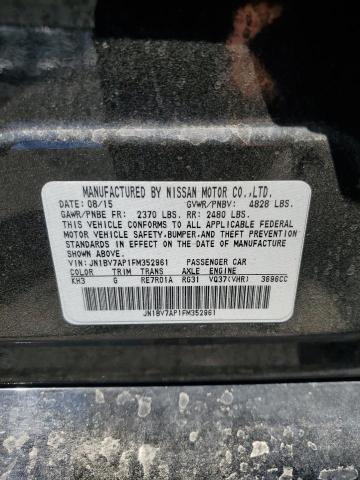 MANUFACTURED BY NISSAN MOTOR CO.,LTD.
DATE: 08/15 GVWR/PNBV: 4828 LBS.
GAWR/PNBE FR: 2370 LBS. RR: 2480 LBS.
THIS VEHICLE CONFORMS TO ALL APPLICABLE FEDERAL
MOTOR VEHICLE SAFETY, BUMPER, AND THEFT PREVENTION
STANDARDS IN EFFECT ON THE DATE OF MANUFACTURE
SHOWN ABOVE.
VIN: JN1BV7AP1FM352961 PASSENGER CAR
COLOR TRIM TRANS AXLE ENGINE
KH3 G RE7R01A RG31 VQ37(VHR) 3696CC
JN1BV7AP1FM352961